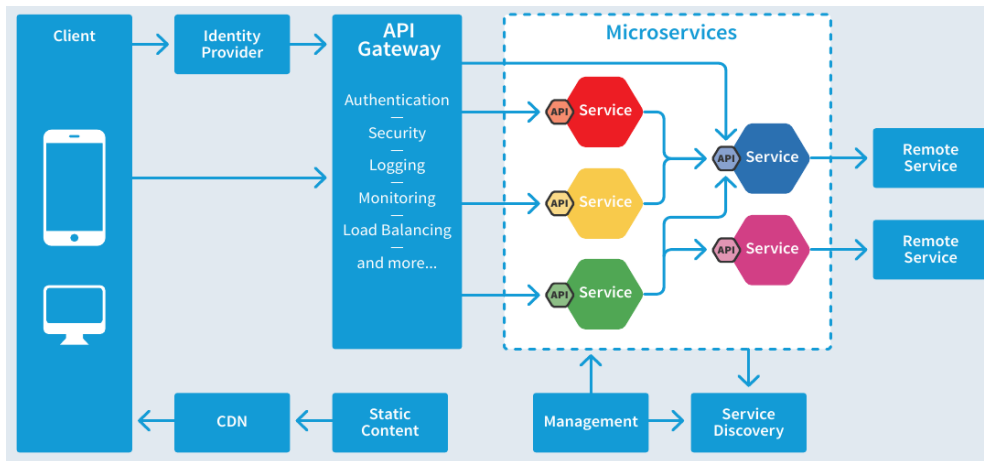 Client
Identity
Provider
API
Gateway
Authentication
Security
Logging
Monitoring
Load Balancing
and more...
Microservices
API
Service
API
Service
API
Service
API
Service
API
Service
Remote
Service
Remote
Service
CDN
Static
Content
Management
Service
Discovery